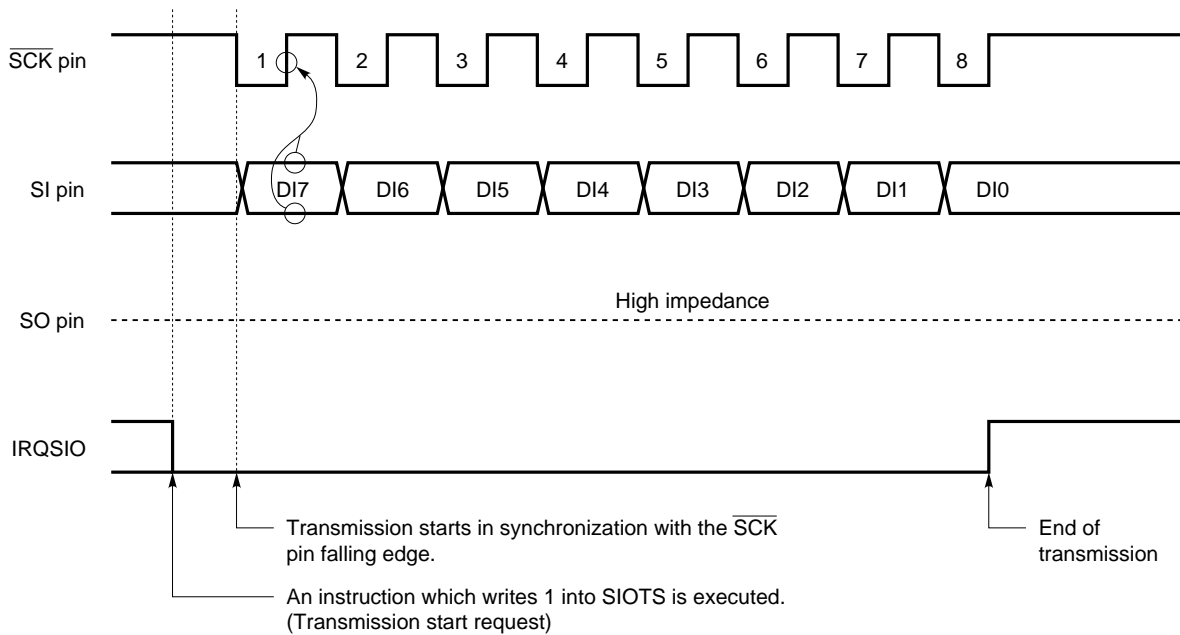 SCK pin
1 2 3 4 5 6 7 8
SI pin
DI7 DI6 DI5 DI4 DI3 DI2 DI1 DI0
High impedance
SO pin
IRQSIO
Transmission starts in synchronization with the SCK
pin falling edge.
End of
transmission
An instruction which writes 1 into SIOTS is executed.
(Transmission start request)